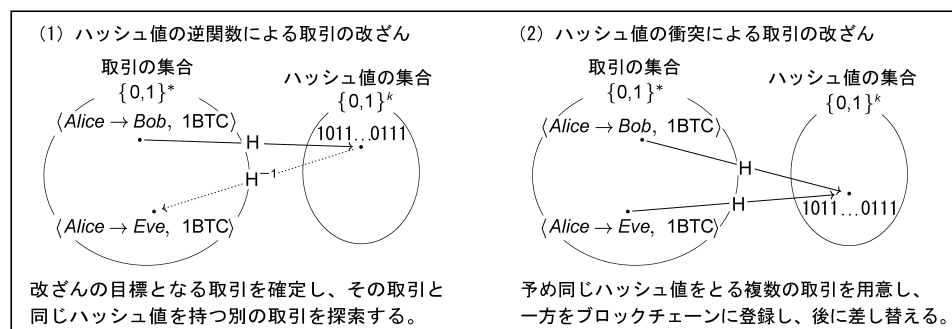 (1) ハッシュ値の逆関数による取引の改ざん
取引の集合
{0,1}*
ハッシュ値の集合
{0,1}^k
⟨Alice → Bob, 1BTC⟩
1011...0111
H
H⁻¹
⟨Alice → Eve, 1BTC⟩
改ざんの目標となる取引を確定し、その取引と
同じハッシュ値を持つ別の取引を探索する。
(2) ハッシュ値の衝突による取引の改ざん
取引の集合
{0,1}*
ハッシュ値の集合
{0,1}^k
⟨Alice → Bob, 1BTC⟩
H
H
1011...0111
⟨Alice → Eve, 1BTC⟩
予め同じハッシュ値をとる複数の取引を用意し、
一方をブロックチェーンに登録し、後に差し替える。